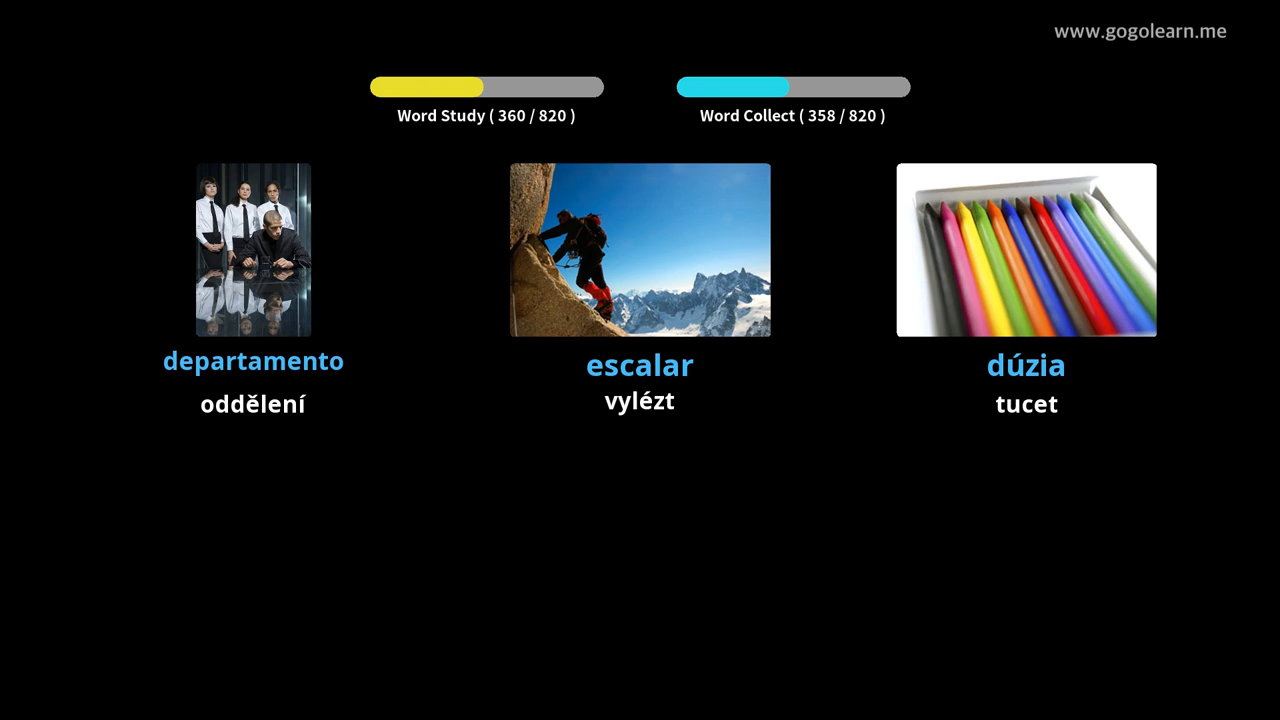 www.gogolearn.me
Word Study ( 360 / 820 )
Word Collect ( 358 / 820 )
departamento
escalar
dúzia
oddělení
vylézt
tucet